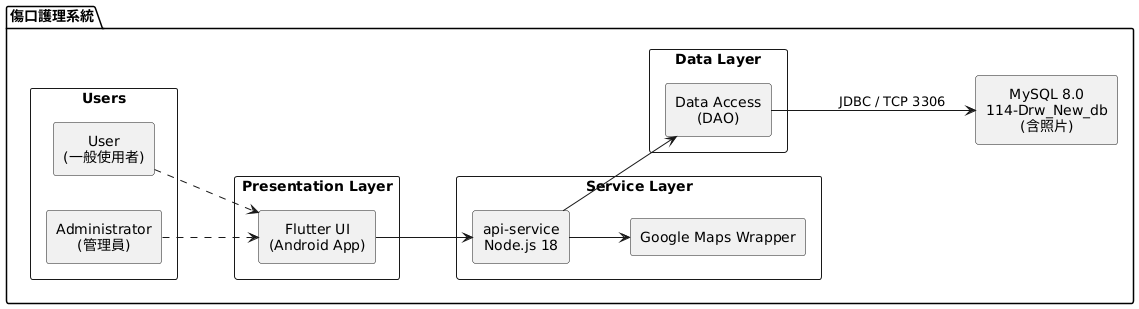 傷口護理系統
Users
User
(一般使用者)
Administrator
(管理員)
Presentation Layer
Flutter UI
(Android App)
Service Layer
api-service
Node.js 18
Google Maps Wrapper
Data Layer
Data Access
(DAO)
JDBC / TCP 3306
MySQL 8.0
114-Drw_New_db
(含照片)